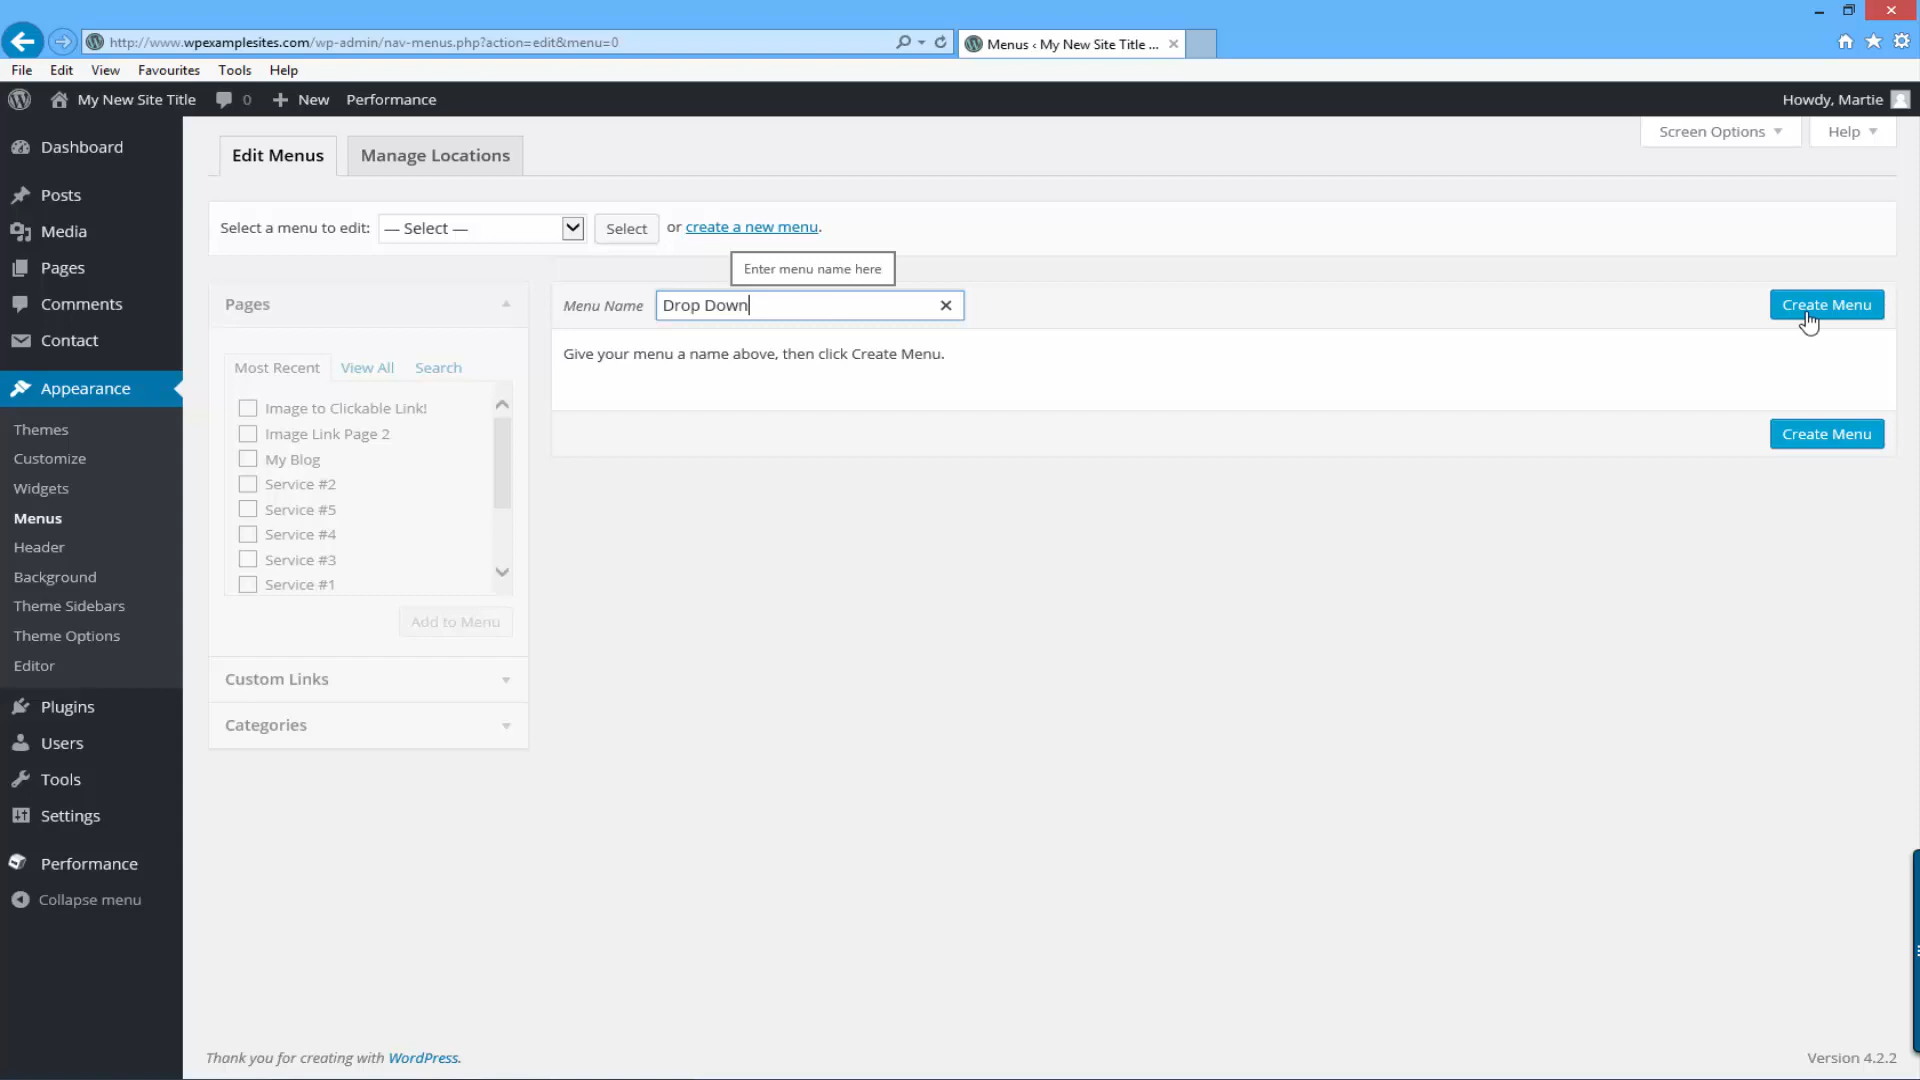 http://www.wpexamplesites.com/wp-admin/nav-menus.php?action=edit&menu=0
Menus ‹ My New Site Title ...
File Edit View Favourites Tools Help
My New Site Title 0 New Performance
Howdy, Martie
Screen Options Help
Dashboard
Posts
Media
Pages
Comments
Contact
Appearance
Themes
Customize
Widgets
Menus
Header
Background
Theme Sidebars
Theme Options
Editor
Plugins
Users
Tools
Settings
Performance
Collapse menu
Edit Menus Manage Locations
Select a menu to edit: — Select — Select or create a new menu.
Enter menu name here
Pages
Most Recent View All Search
Image to Clickable Link!
Image Link Page 2
My Blog
Service #2
Service #5
Service #4
Service #3
Service #1
Add to Menu
Custom Links
Categories
Menu Name Drop Down Create Menu
Give your menu a name above, then click Create Menu.
Create Menu
Thank you for creating with WordPress.
Version 4.2.2